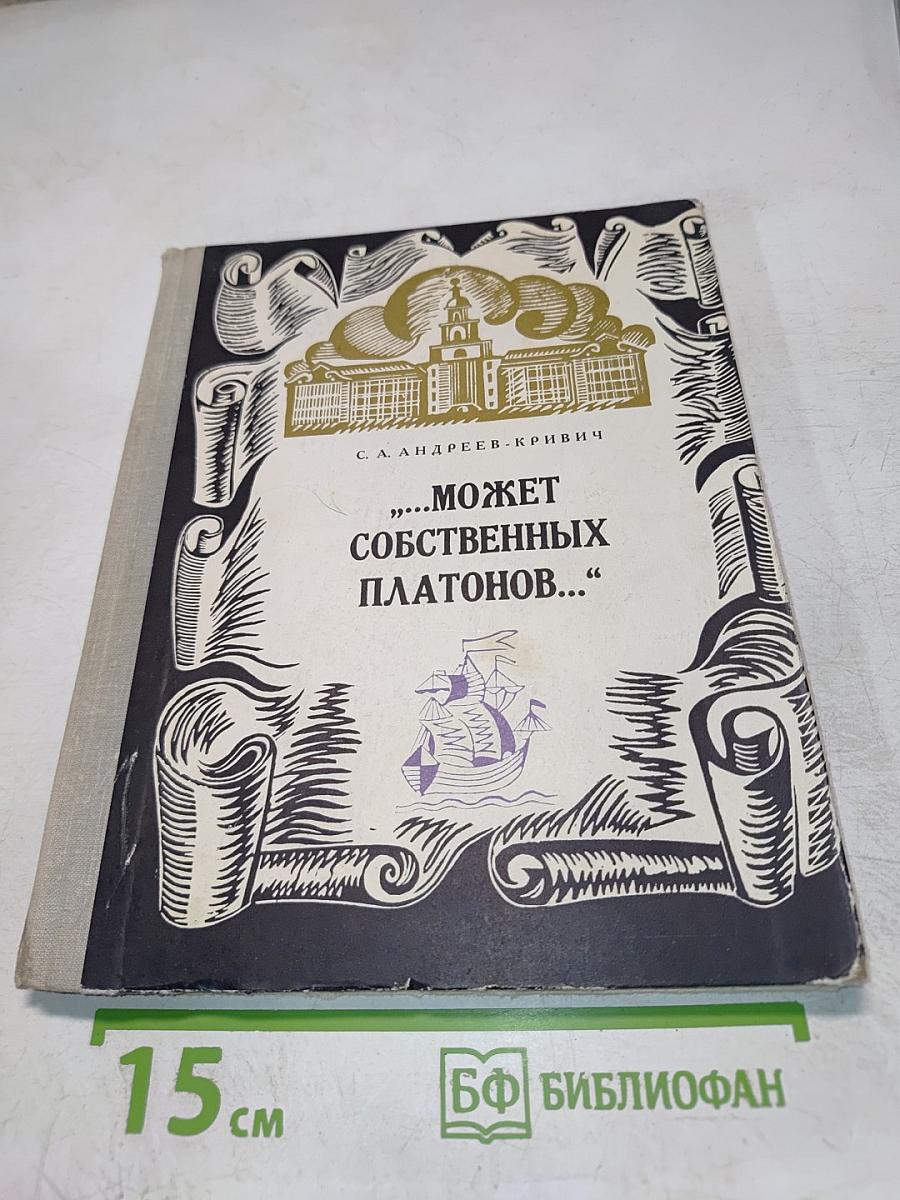 С. А. АНДРЕЕВ-КРИВИЧ
„...МОЖЕТ
СОБСТВЕННЫХ
ПЛАТОНОВ...“
15 см
БФ БИБЛИОФАН